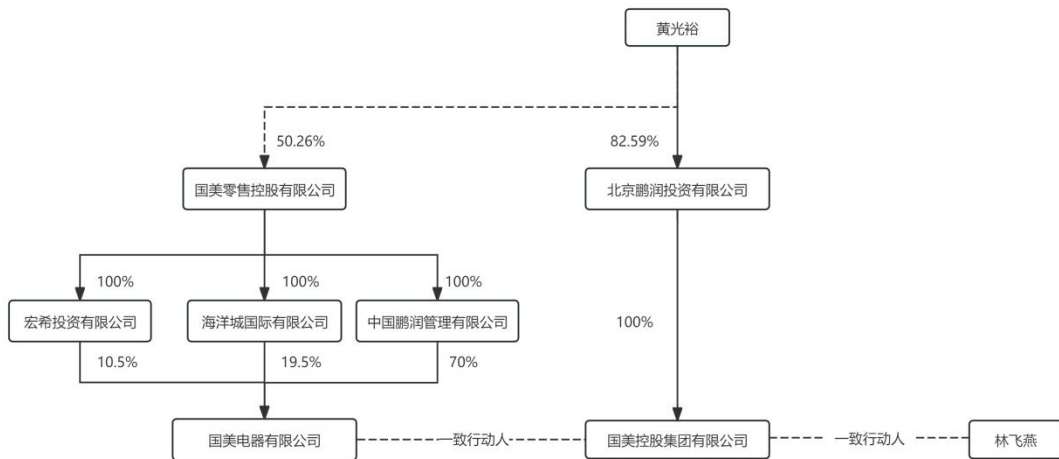 黄光裕
50.26%
82.59%
国美零售控股有限公司
北京鹏润投资有限公司
100%
100%
100%
宏希投资有限公司
海洋城国际有限公司
中国鹏润管理有限公司
100%
10.5%
19.5%
70%
国美电器有限公司
一致行动人
国美控股集团有限公司
一致行动人
林飞燕